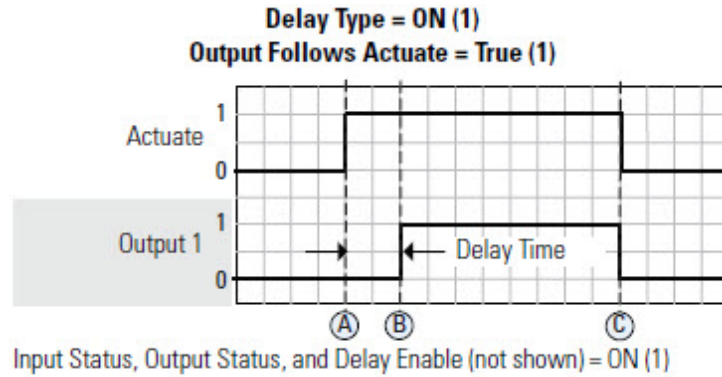 Delay Type = ON (1)
Output Follows Actuate = True (1)
1
Actuate
0
1
Output 1
Delay Time
0
A B C
Input Status, Output Status, and Delay Enable (not shown) = ON (1)